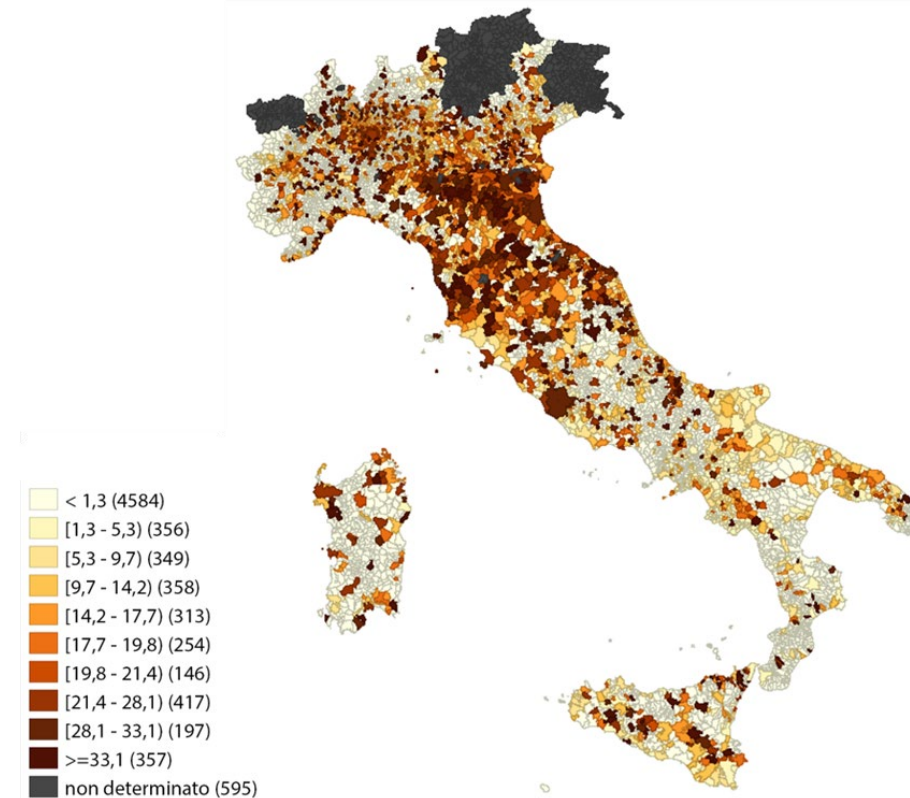 < 1,3 (4584)
[1,3 - 5,3) (356)
[5,3 - 9,7) (349)
[9,7 - 14,2) (358)
[14,2 - 17,7) (313)
[17,7 - 19,8) (254)
[19,8 - 21,4) (146)
[21,4 - 28,1) (417)
[28,1 - 33,1) (197)
>=33,1 (357)
non determinato (595)